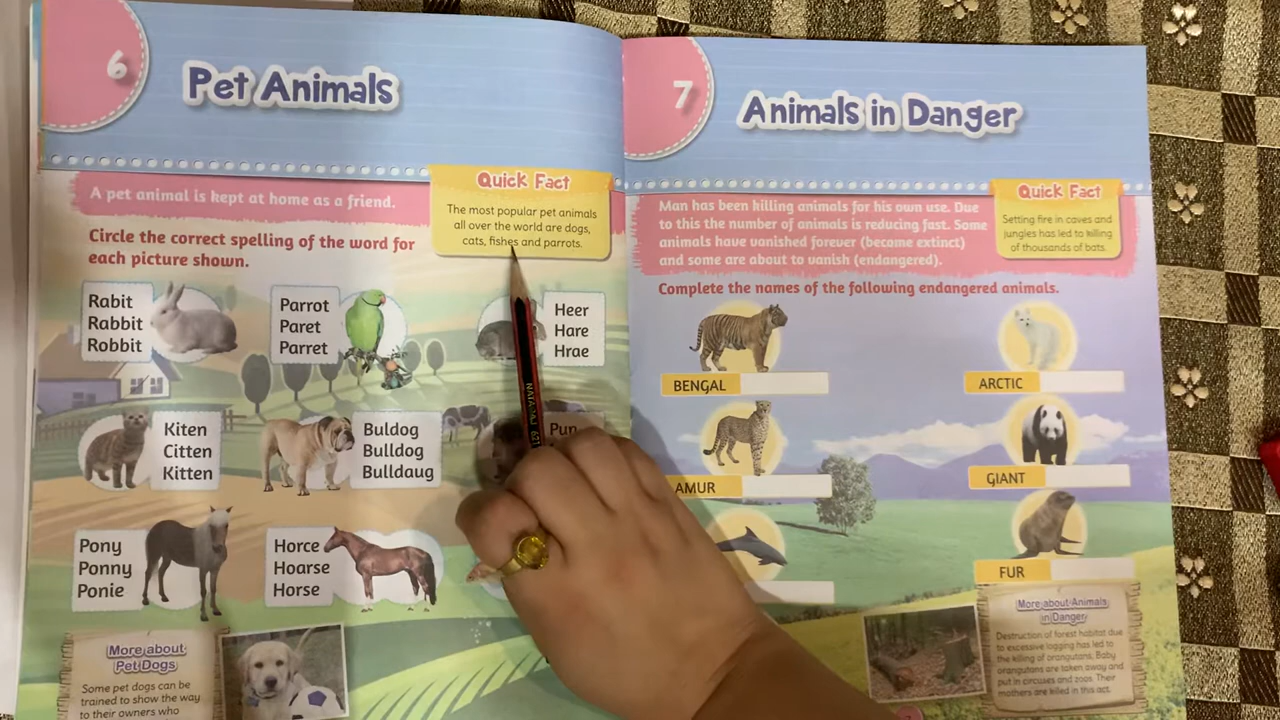 6
Pet Animals
A pet animal is kept at home as a friend.
Quick Fact
The most popular pet animals
all over the world are dogs,
cats, fishes and parrots.
Circle the correct spelling of the word for
each picture shown.
Rabit
Rabbit
Robbit
Parrot
Paret
Parret
Heer
Hare
Hrae
Kiten
Citten
Kitten
Buldog
Bulldog
Bulldaug
Pony
Ponny
Ponie
Horce
Hoarse
Horse
More about
Pet Dogs
Some pet dogs can be
trained to show the way
to their owners who
7
Animals in Danger
Man has been killing animals for his own use. Due
to this the number of animals is reducing fast. Some
animals have vanished forever (become extinct)
and some are about to vanish (endangered).
Quick Fact
Setting fire in caves and
jungles has led to killing
of thousands of bats.
Complete the names of the following endangered animals.
BENGAL
ARCTIC
AMUR
GIANT
FUR
More about Animals
in Danger
Destruction of forest habitat due
to excessive logging has led to
the killing of orangutans. Baby
orangutans are taken away and
put in circuses and zoos. Their
mothers are killed in this act.